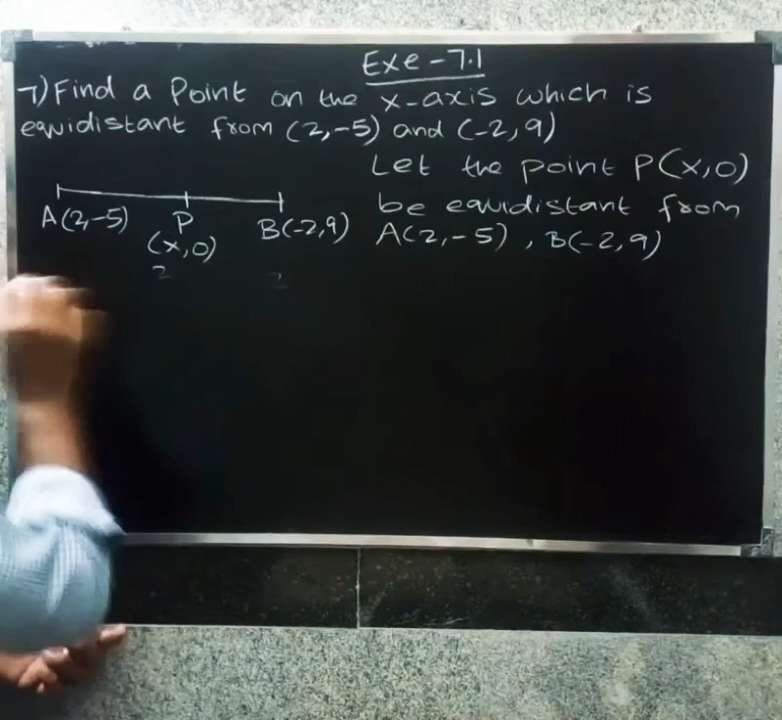 Exe-7.1
7) Find a Point on the x-axis which is
equidistant from (2,-5) and (-2,9)
Let the point P(x,0)
be equidistant from
A(2,-5), B(-2,9)
A(2,-5) P B(-2,9)
(x,0)